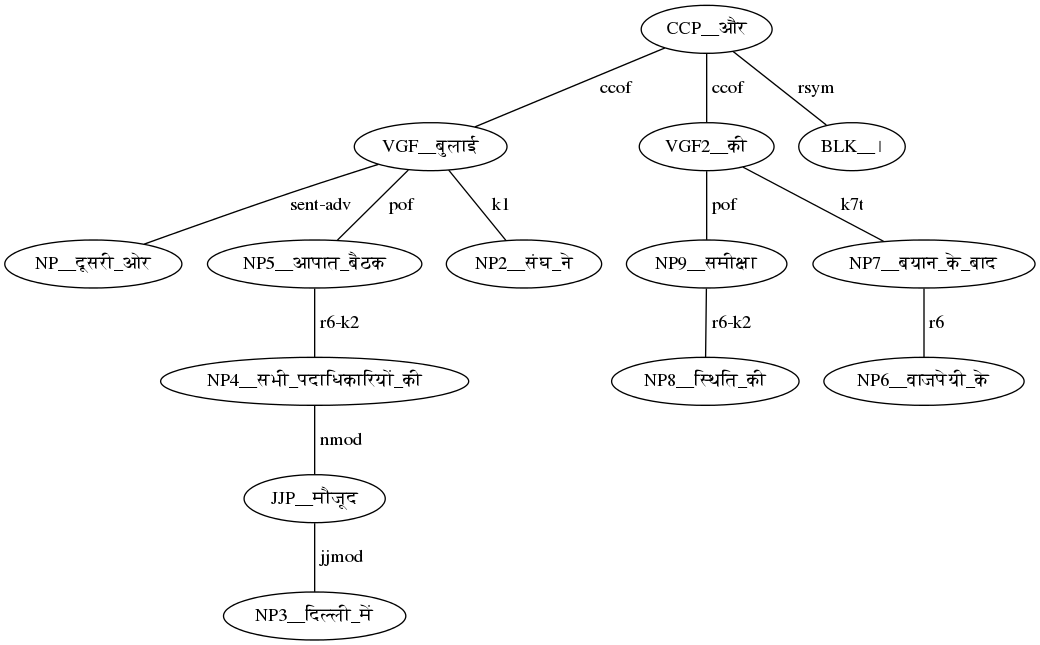 CCP__और
ccof ccof rsym
VGF__बुलाई VGF2__की BLK__।
sent-adv pof k1 pof k7t
NP__दूसरी_ओर NP5__आपात_बैठक NP2__संघ_ने NP9__समीक्षा NP7__बयान_के_बाद
r6-k2 r6-k2 r6
NP4__सभी_पदाधिकारियों_की NP8__स्थिति_की NP6__वाजपेयी_के
nmod
JJP__मौजूद
jjmod
NP3__दिल्ली_में